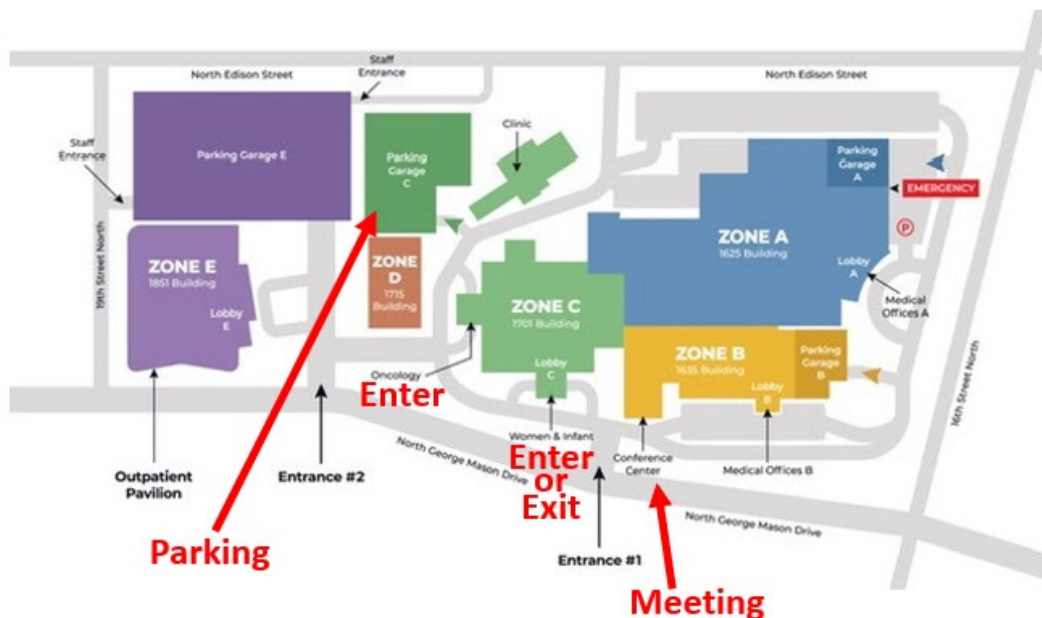 North Edison Street
Staff
Entrance
North Edison Street
Clinic
Parking
Garage
A
Parking Garage E
Parking
Garage
C
Staff
Entrance
EMERGENCY
P
ZONE A
1625 Building
ZONE E
1851 Building
ZONE
D
1715
Building
Lobby
A
19th Street North
Lobby
E
ZONE C
1701 Building
Medical
Offices A
ZONE B
1635 Building
Parking
Garage
B
16th Street North
Oncology
Enter
Lobby
C
Lobby
B
Women & Infant
Enter
or
Exit
North George Mason Drive
Conference
Center
Medical Offices B
Outpatient
Pavilion
Entrance #2
North George Mason Drive
Parking
Entrance #1
Meeting